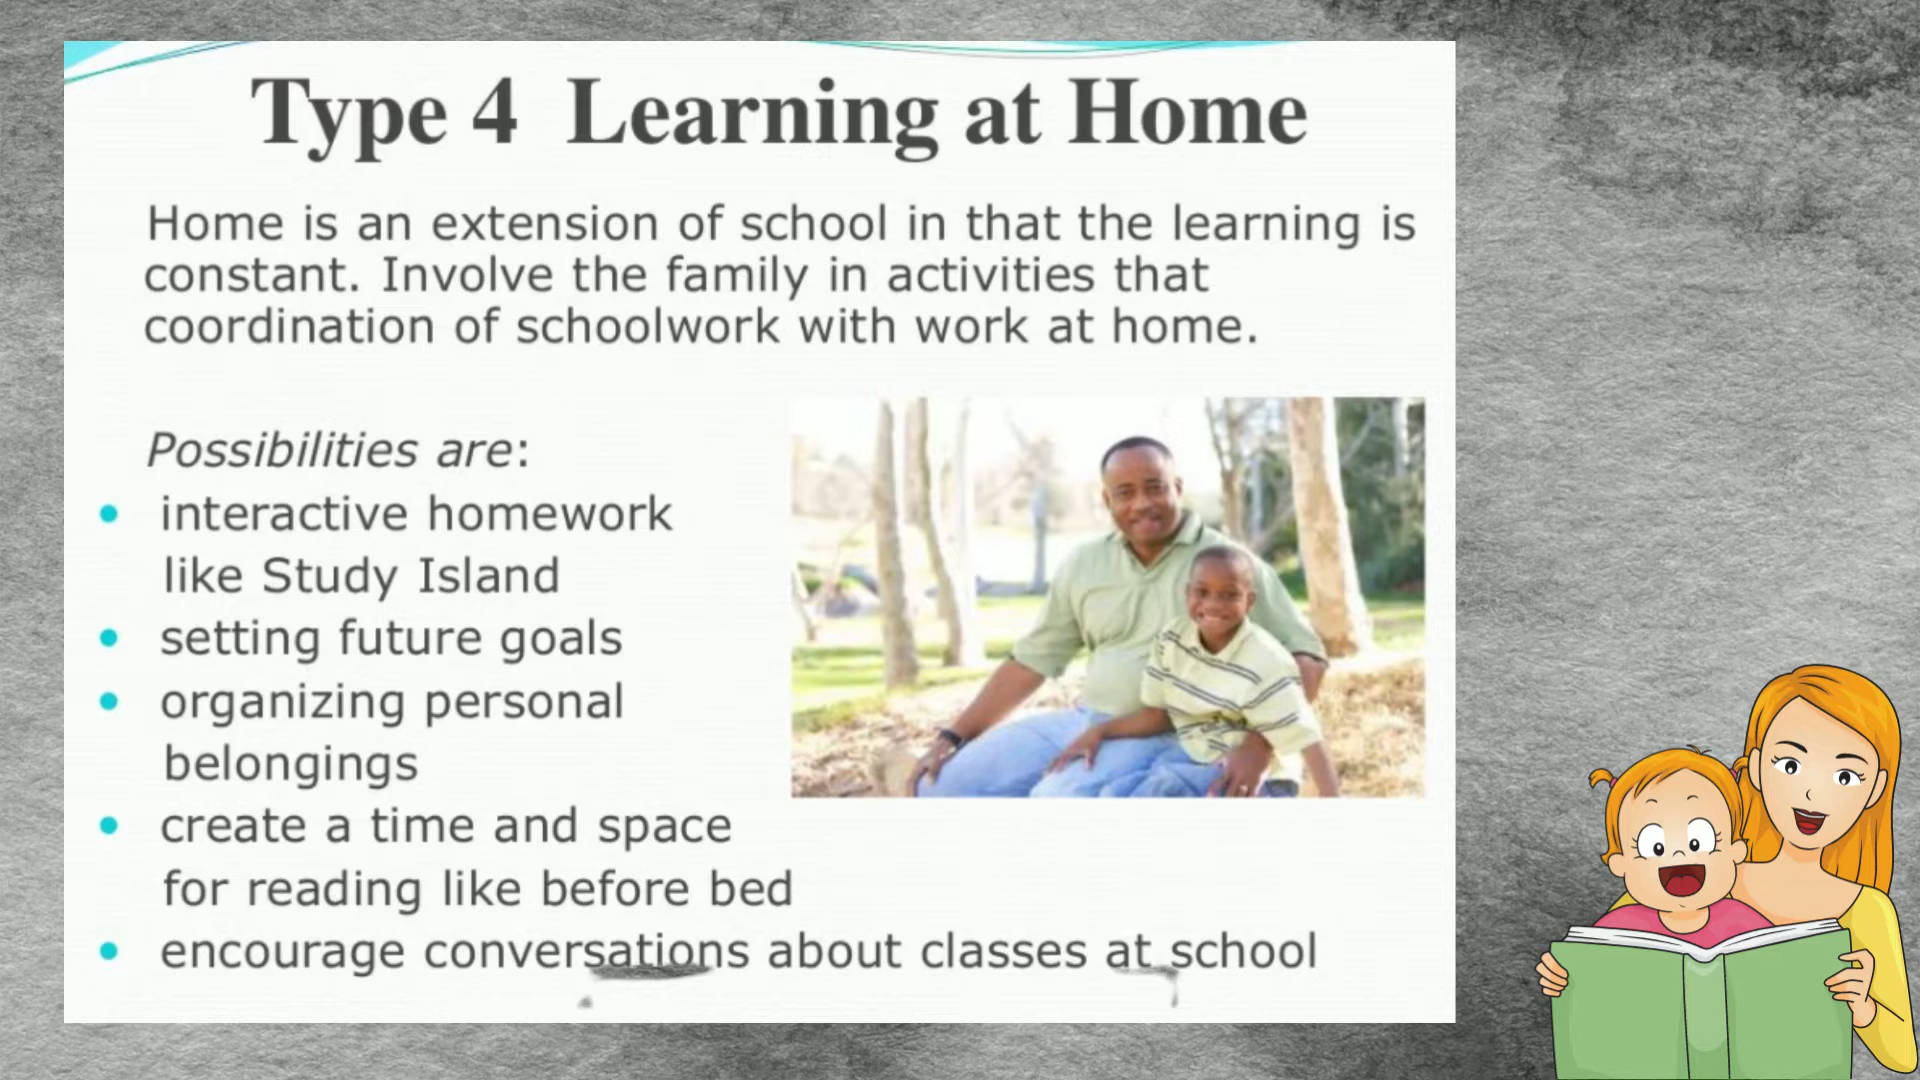 Type 4 Learning at Home
Home is an extension of school in that the learning is
constant. Involve the family in activities that
coordination of schoolwork with work at home.
Possibilities are:
• interactive homework
like Study Island
• setting future goals
• organizing personal
belongings
• create a time and space
for reading like before bed
• encourage conversations about classes at school